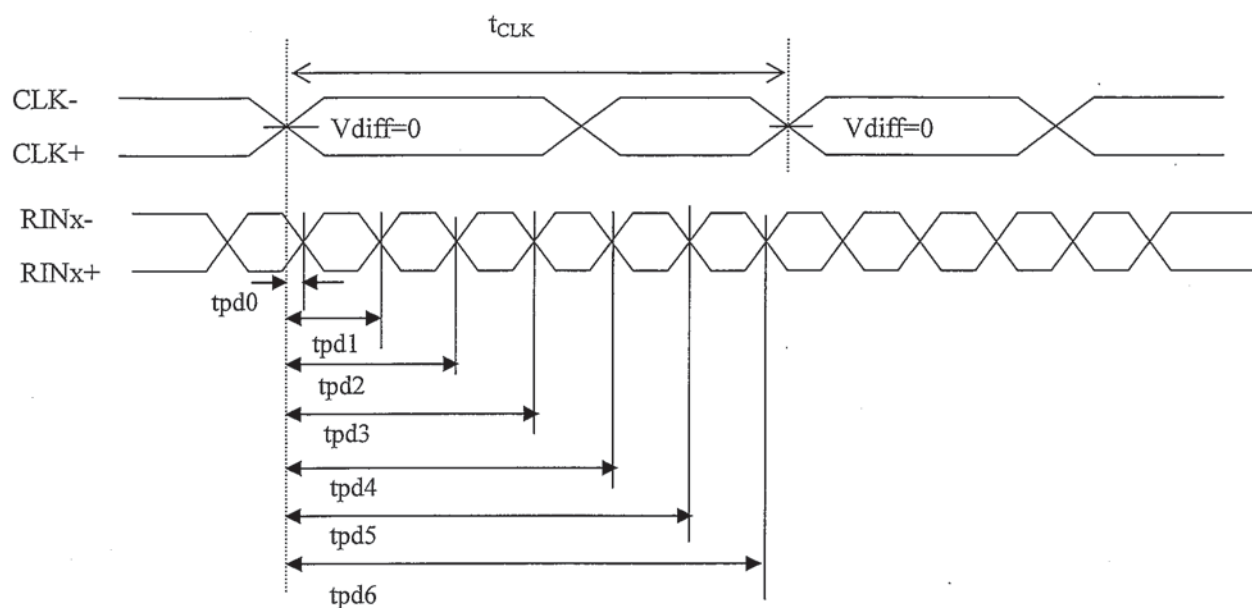 tCLK
CLK-
Vdiff=0 Vdiff=0
CLK+
RINx-
RINx+
tpd0
tpd1
tpd2
tpd3
tpd4
tpd5
tpd6